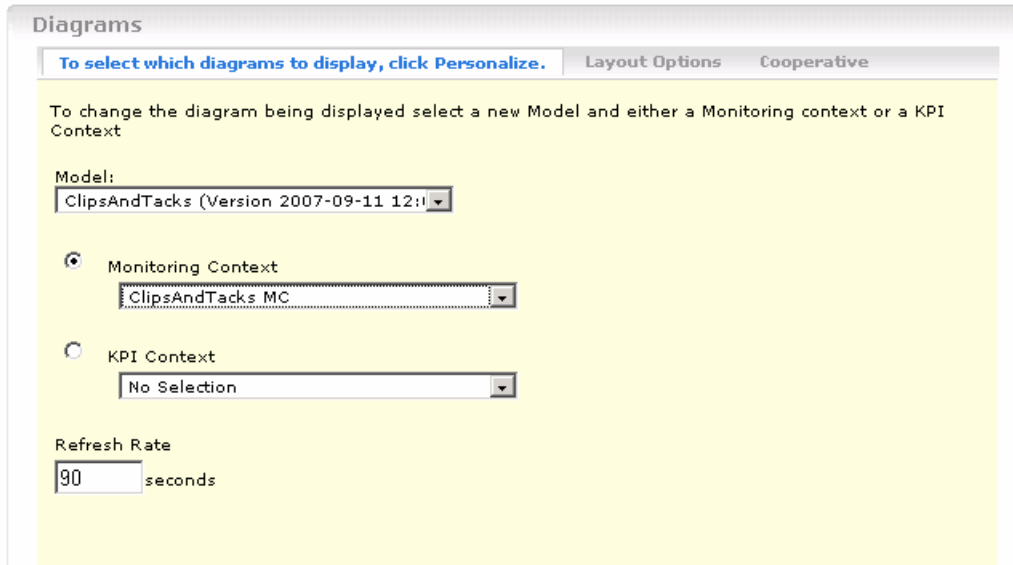 Diagrams
To select which diagrams to display, click Personalize. Layout Options Cooperative
To change the diagram being displayed select a new Model and either a Monitoring context or a KPI
Context
Model:
ClipsAndTacks (Version 2007-09-11 12:
Monitoring Context
ClipsAndTacks MC
KPI Context
No Selection
Refresh Rate
90 seconds